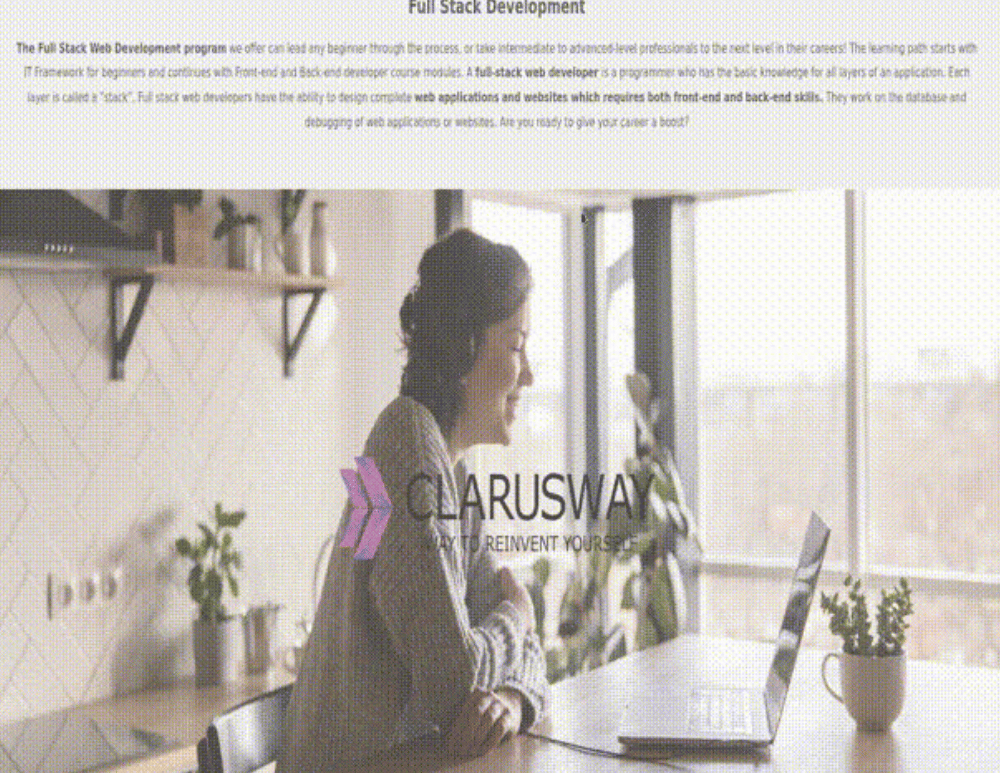 Full Stack Development
The Full Stack Web Development program we offer can lead any beginner through the process, or take intermediate to advanced-level professionals to the next level in their careers! The learning path starts with
IT Framework for beginners and continues with Front-end and Back-end developer course modules. A full-stack web developer is a programmer who has the basic knowledge for all layers of an application. Each
layer is called a "stack". Full stack web developers have the ability to design complete web applications and websites which requires both front-end and back-end skills. They work on the database and
debugging of web applications or websites. Are you ready to give your career a boost?
CLARUSWAY
WAY TO REINVENT YOURSELF